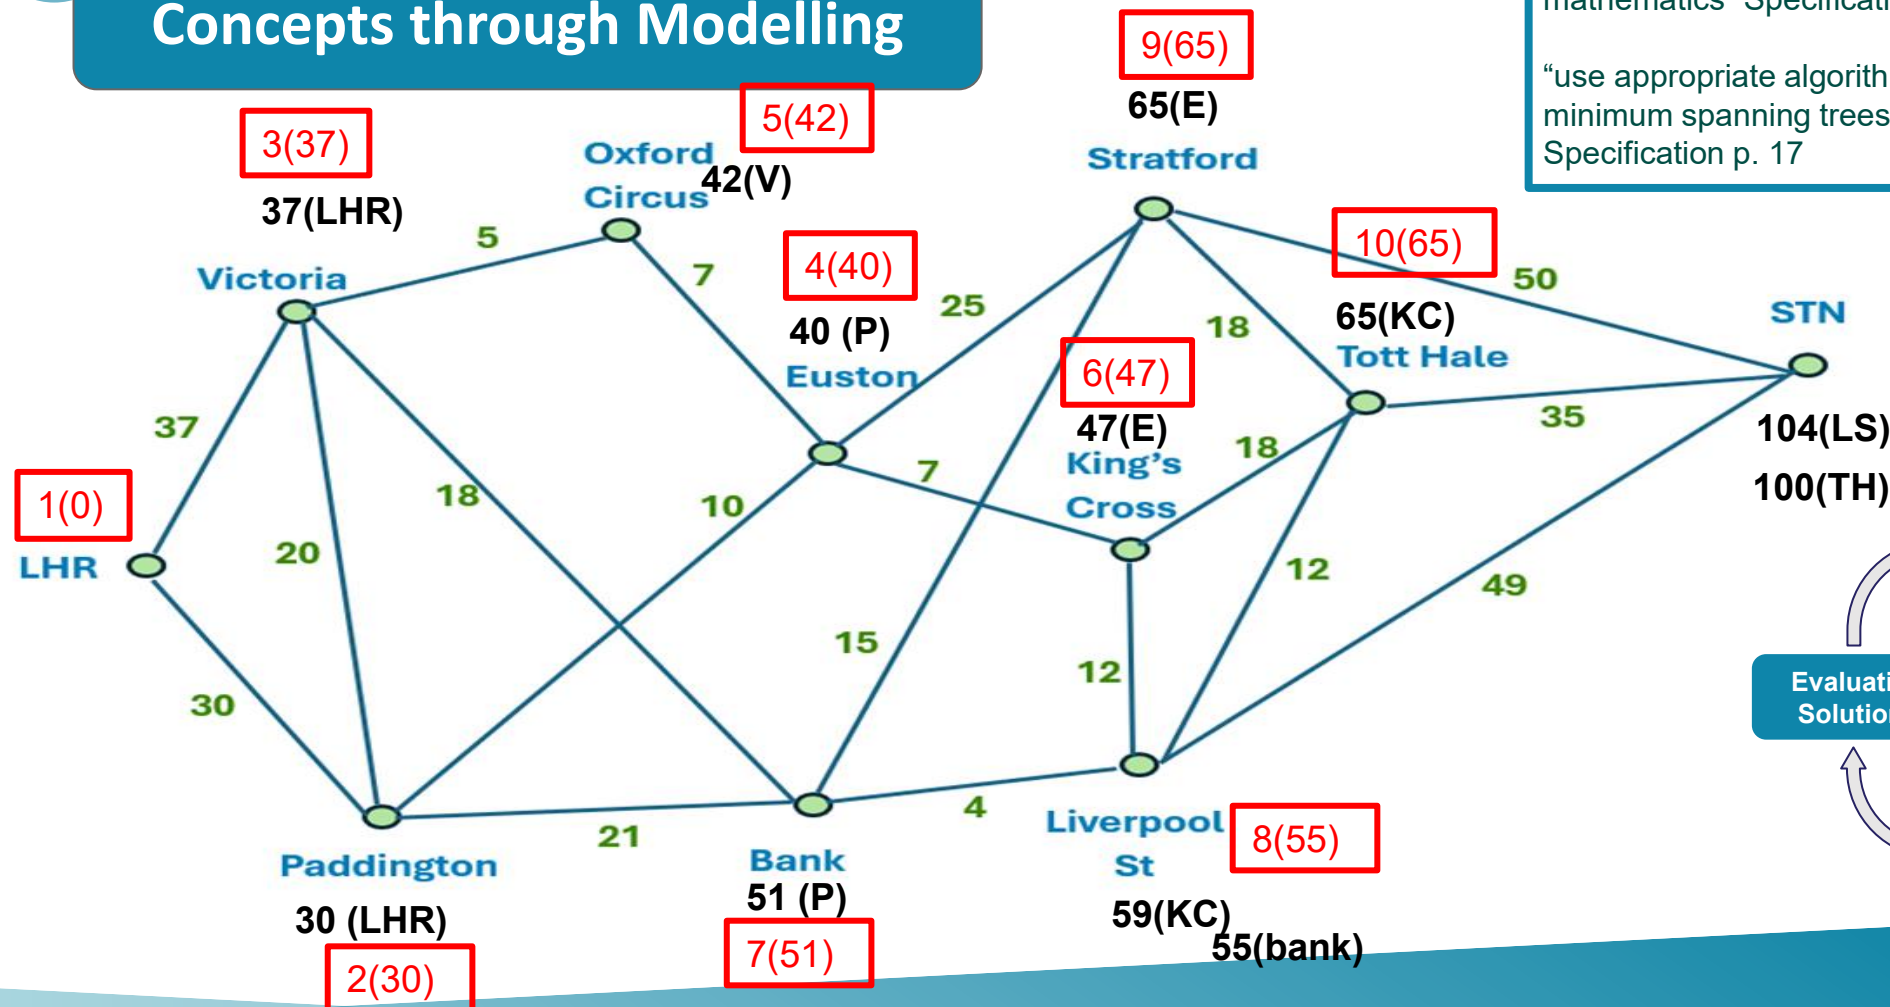 Concepts through Modelling
“use appropriate algorith
minimum spanning trees
Specification p. 17
9(65)
65(E)
Stratford
3(37)
37(LHR)
Victoria
5(42)
Oxford
Circus
42(V)
5
7
4(40)
40 (P)
Euston
25
10(65)
65(KC)
Tott Hale
18
50
STN
6(47)
47(E)
King's
Cross
18
35
104(LS)
100(TH)
37
18
10
7
1(0)
LHR
20
12
49
30
15
12
21
4
Evaluati
Solution
Paddington
30 (LHR)
2(30)
Bank
51 (P)
7(51)
Liverpool
St
8(55)
59(KC)
55(bank)